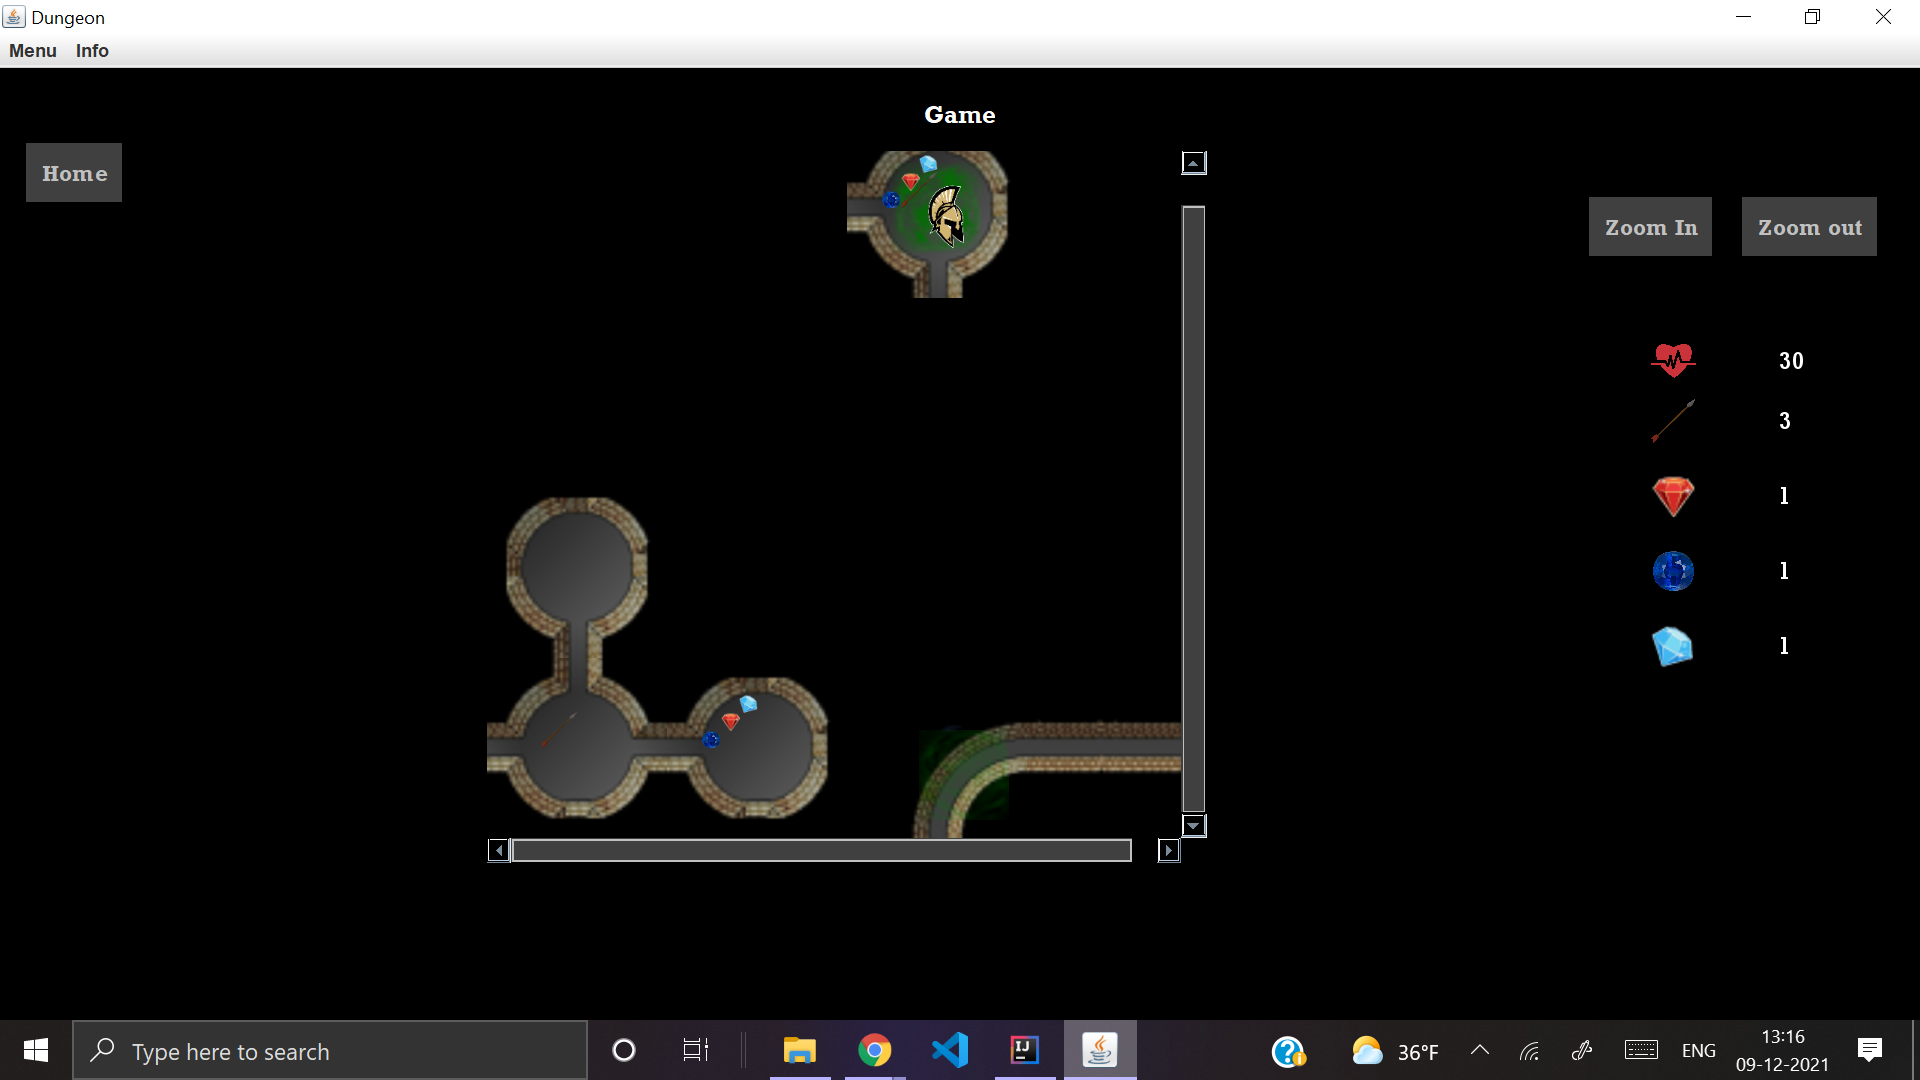 Dungeon
Menu Info
Game
Home
Zoom In Zoom out
30
3
1
1
1
Type here to search
IJ
36°F
ENG
13:16
09-12-2021